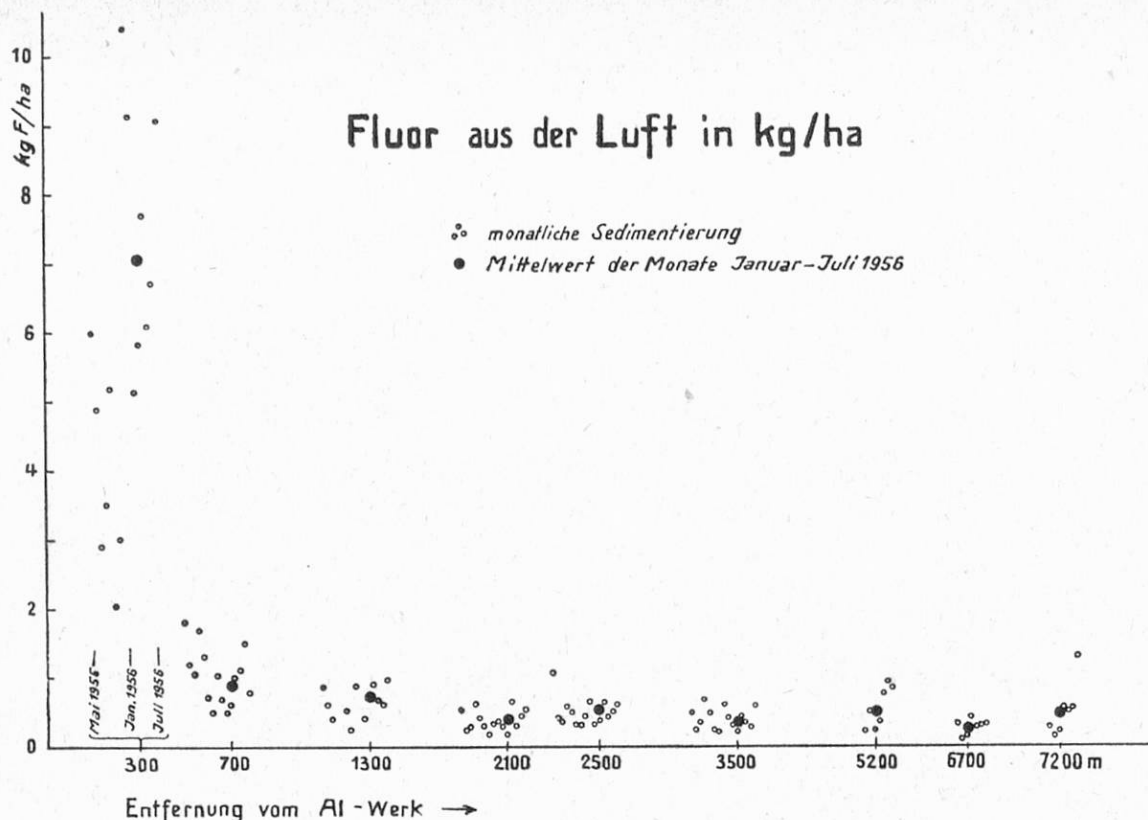 Fluor aus der Luft in kg/ha
monatliche Sedimentierung
Mittelwert der Monate Januar-Juli 1956
kg F/ha
10
8
6
4
2
0
Mai 1956
Jan. 1956
Juli 1956
300 700 1300 2100 2500 3500 5200 6700 7200 m
Entfernung vom Al-Werk →